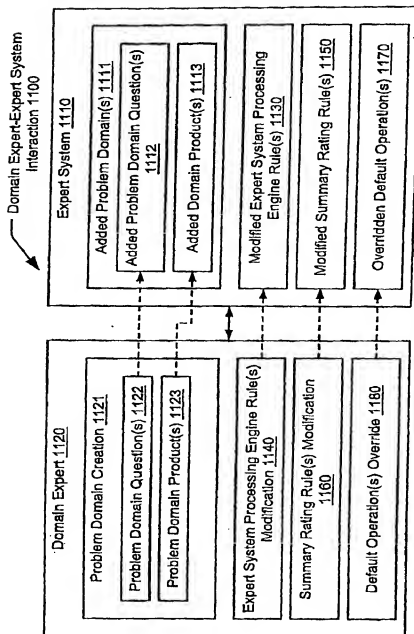 Domain Expert-Expert System
Interaction 1100
Domain Expert 1120
Problem Domain Creation 1121
Problem Domain Question(s) 1122
Problem Domain Product(s) 1123
Expert System Processing Engine Rule(s)
Modification 1140
Summary Rating Rule(s) Modification
1160
Default Operation(s) Override 1180
Expert System 1110
Added Problem Domain(s) 1111
Added Problem Domain Question(s)
1112
Added Domain Product(s) 1113
Modified Expert System Processing
Engine Rule(s) 1130
Modified Summary Rating Rule(s) 1150
Overridden Default Operation(s) 1170